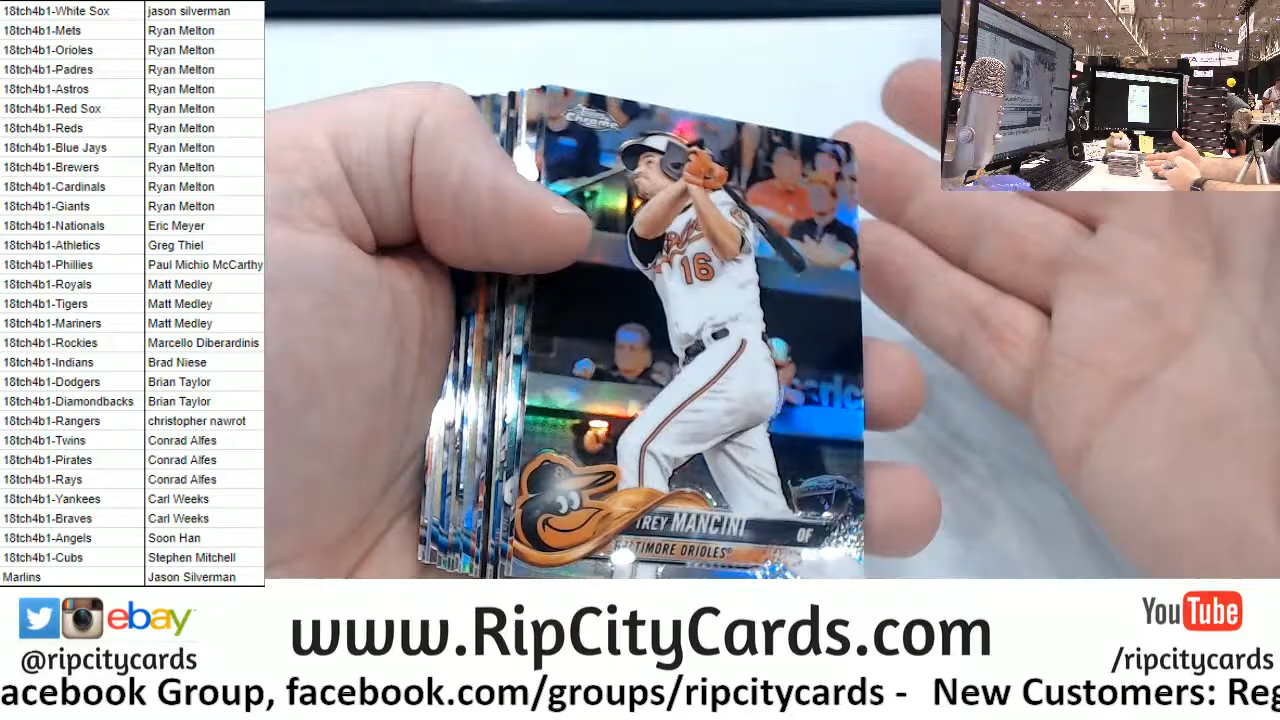 18tch4b1-White Sox jason silverman
18tch4b1-Mets Ryan Melton
18tch4b1-Orioles Ryan Melton
18tch4b1-Padres Ryan Melton
18tch4b1-Astros Ryan Melton
18tch4b1-Red Sox Ryan Melton
18tch4b1-Reds Ryan Melton
18tch4b1-Blue Jays Ryan Melton
18tch4b1-Brewers Ryan Melton
18tch4b1-Cardinals Ryan Melton
18tch4b1-Giants Ryan Melton
18tch4b1-Nationals Eric Meyer
18tch4b1-Athletics Greg Thiel
18tch4b1-Phillies Paul Michio McCarthy
18tch4b1-Royals Matt Medley
18tch4b1-Tigers Matt Medley
18tch4b1-Mariners Matt Medley
18tch4b1-Rockies Marcello Diberardinis
18tch4b1-Indians Brad Niese
18tch4b1-Dodgers Brian Taylor
18tch4b1-Diamondbacks Brian Taylor
18tch4b1-Rangers christopher nawrot
18tch4b1-Twins Conrad Alfes
18tch4b1-Pirates Conrad Alfes
18tch4b1-Rays Conrad Alfes
18tch4b1-Yankees Carl Weeks
18tch4b1-Braves Carl Weeks
18tch4b1-Angels Soon Han
18tch4b1-Cubs Stephen Mitchell
Marlins Jason Silverman
Chrome
16
TREY MANCINI OF
BALTIMORE ORIOLES
ebay
@ripcitycards
www.RipCityCards.com
YouTube
/ripcitycards
acebook Group, facebook.com/groups/ripcitycards - New Customers: Reg